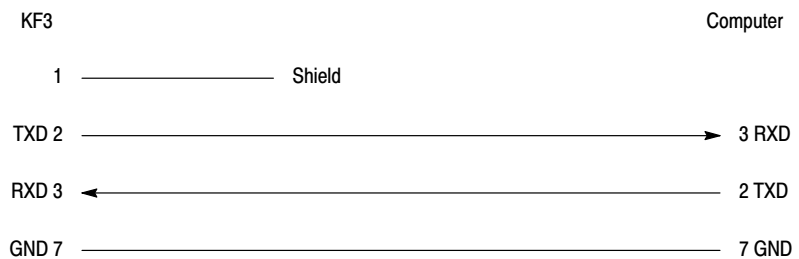 KF3 Computer
1 Shield
TXD 2 3 RXD
RXD 3 2 TXD
GND 7 7 GND